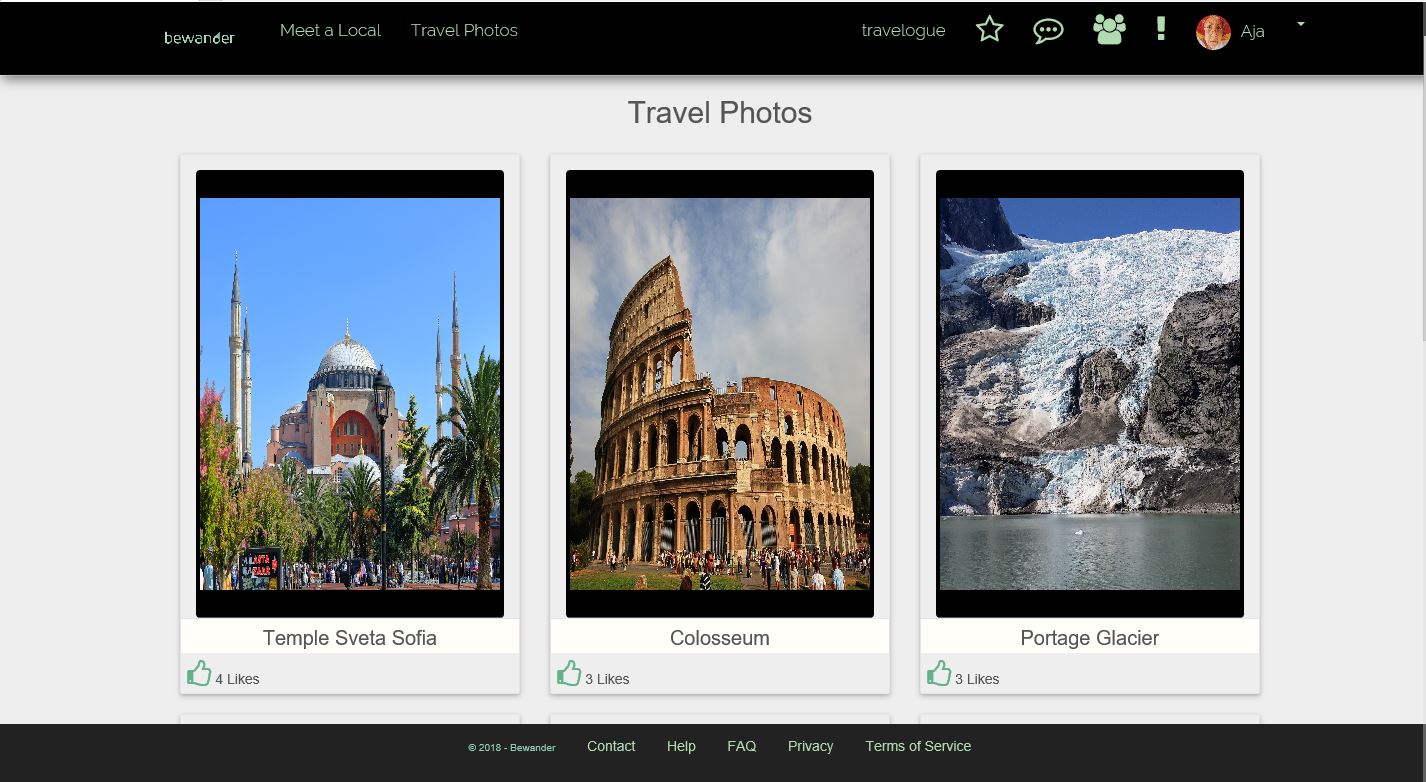 bewander Meet a Local Travel Photos travelogue Aja
Travel Photos
Temple Sveta Sofia
4 Likes
Colosseum
3 Likes
Portage Glacier
3 Likes
© 2018 - Bewander Contact Help FAQ Privacy Terms of Service